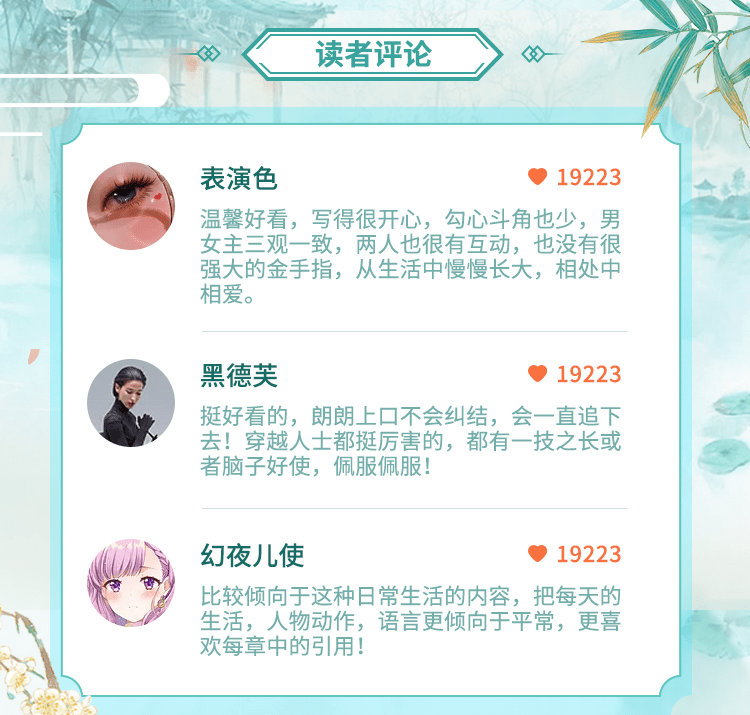 读者评论
表演色
19223
温馨好看，写得很开心，勾心斗角也少，男
女主三观一致，两人也很有互动，也没有很
强大的金手指，从生活中慢慢长大，相处中
相爱。
黑德芙
19223
挺好看的，朗朗上口不会纠结，会一直追下
去！穿越人士都挺厉害的，都有一技之长或
者脑子好使，佩服佩服！
幻夜儿使
19223
比较倾向于这种日常生活的内容，把每天的
生活，人物动作，语言更倾向于平常，更喜
欢每章中的引用！